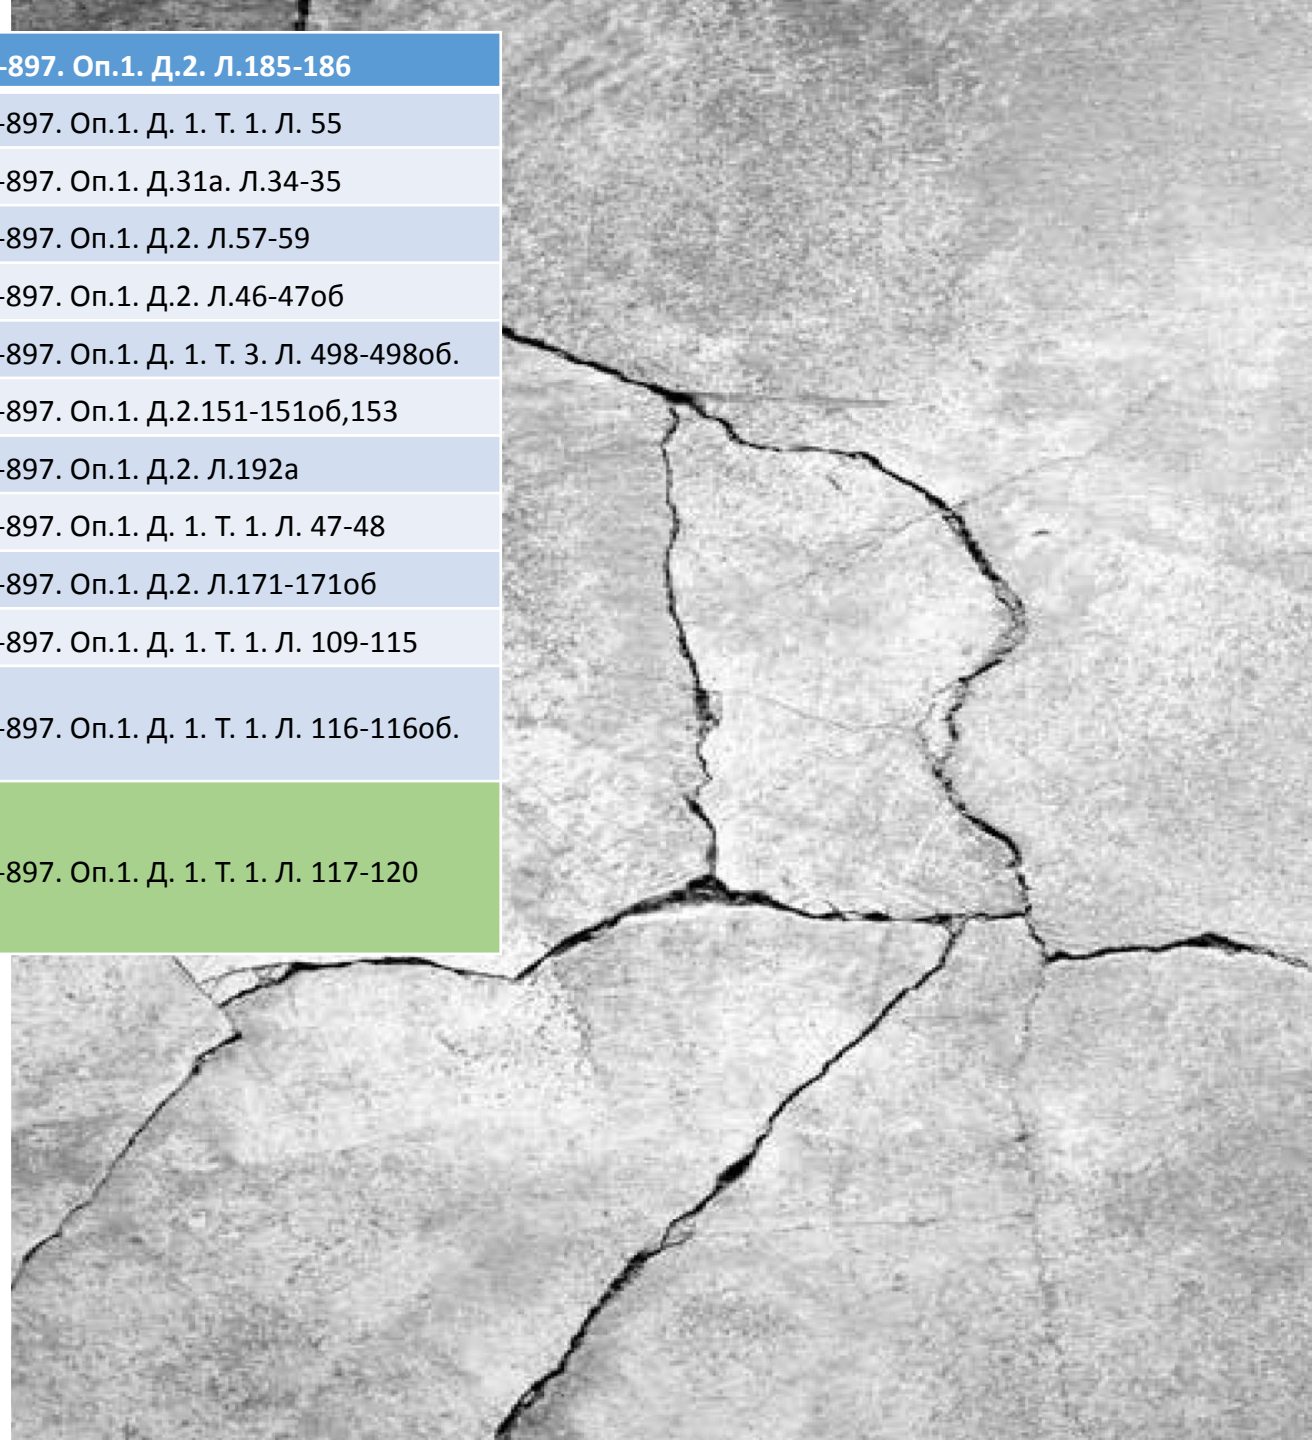 -897. Оп.1. Д.2. Л.185-186
-897. Оп.1. Д. 1. Т. 1. Л. 55
-897. Оп.1. Д.31а. Л.34-35
-897. Оп.1. Д.2. Л.57-59
-897. Оп.1. Д.2. Л.46-47об
-897. Оп.1. Д. 1. Т. 3. Л. 498-498об.
-897. Оп.1. Д.2.151-151об,153
-897. Оп.1. Д.2. Л.192а
-897. Оп.1. Д. 1. Т. 1. Л. 47-48
-897. Оп.1. Д.2. Л.171-171об
-897. Оп.1. Д. 1. Т. 1. Л. 109-115
-897. Оп.1. Д. 1. Т. 1. Л. 116-116об.
-897. Оп.1. Д. 1. Т. 1. Л. 117-120